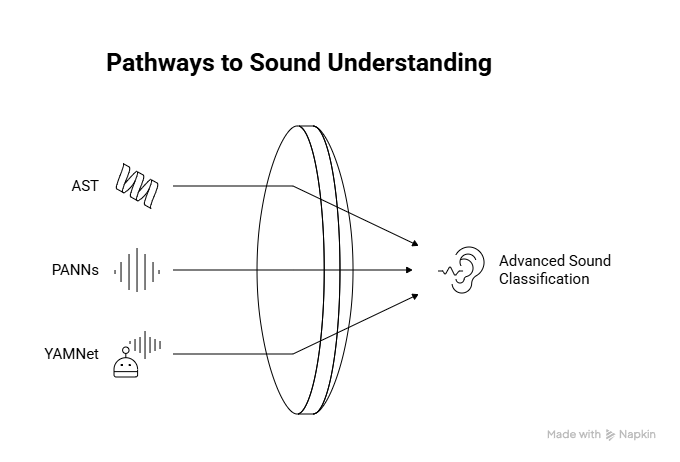 Pathways to Sound Understanding
AST
PANNs
YAMNet
Advanced Sound
Classification
Made with Napkin